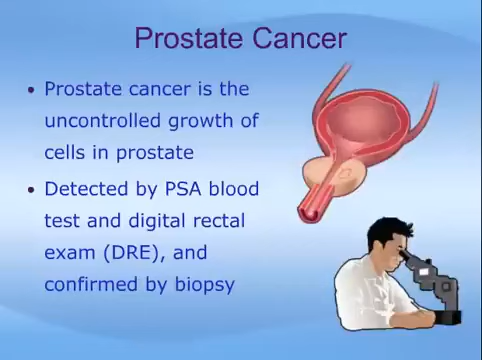 Prostate Cancer
• Prostate cancer is the
uncontrolled growth of
cells in prostate
• Detected by PSA blood
test and digital rectal
exam (DRE), and
confirmed by biopsy